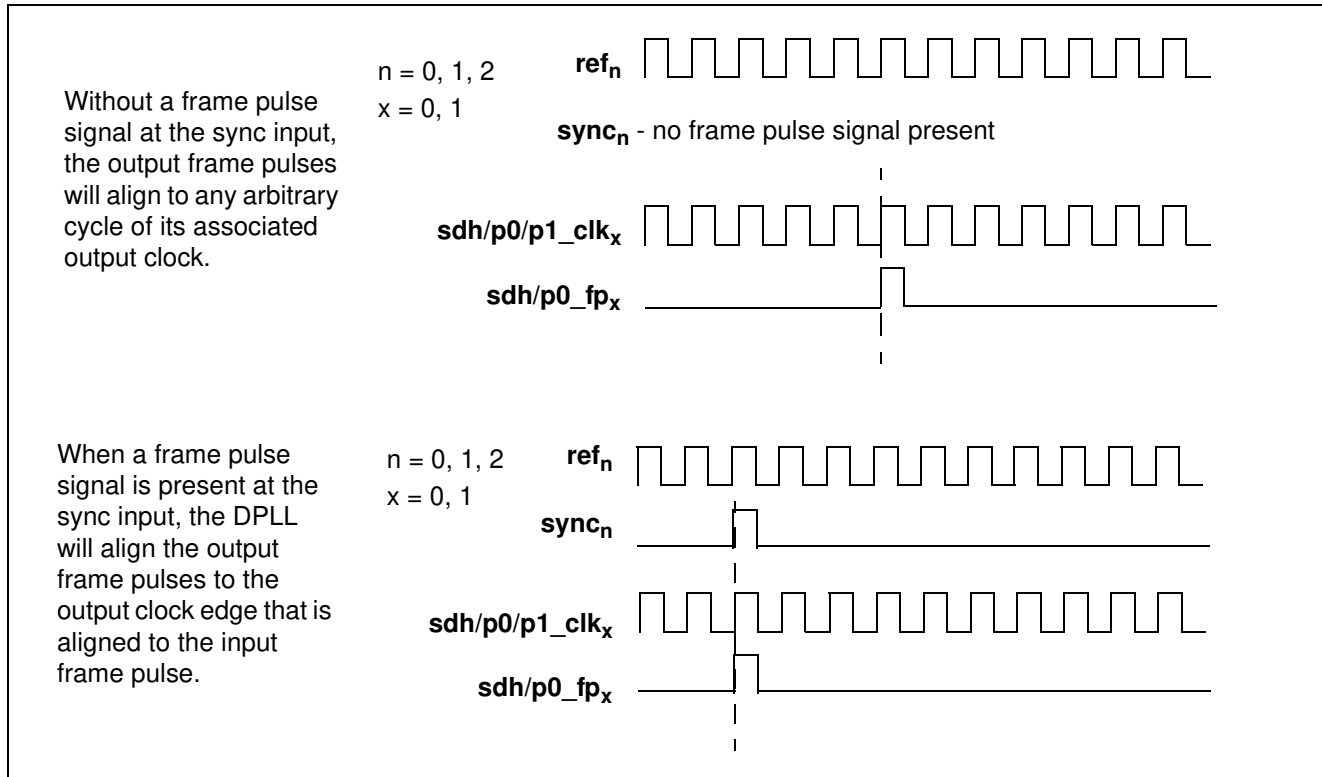 Without a frame pulse
signal at the sync input,
the output frame pulses
will align to any arbitrary
cycle of its associated
output clock.
n = 0, 1, 2
x = 0, 1
refn
syncn - no frame pulse signal present
sdh/p0/p1_clkx
sdh/p0_fpx
When a frame pulse
signal is present at the
sync input, the DPLL
will align the output
frame pulses to the
output clock edge that is
aligned to the input
frame pulse.
n = 0, 1, 2
x = 0, 1
refn
syncn
sdh/p0/p1_clkx
sdh/p0_fpx